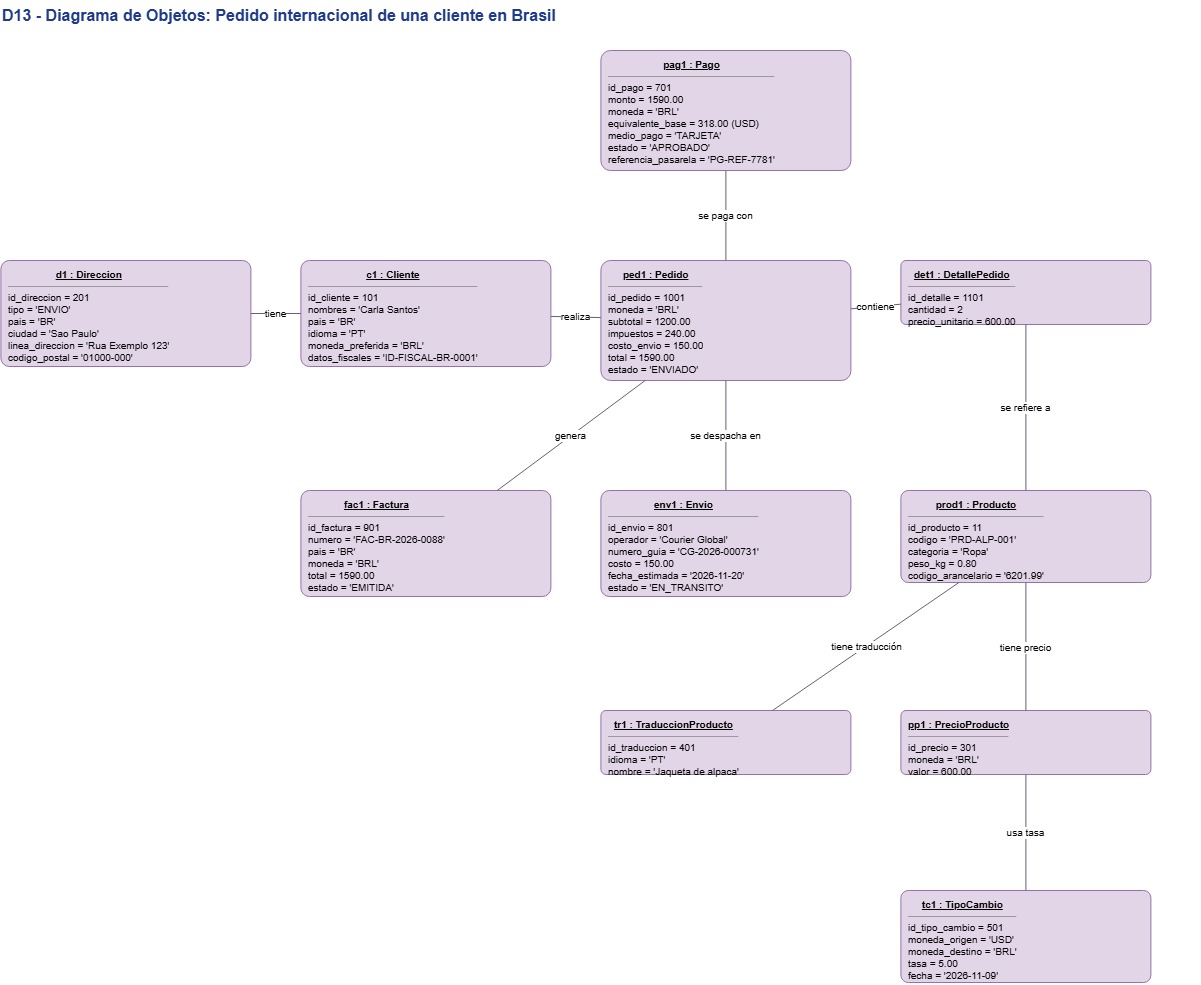 D13 - Diagrama de Objetos: Pedido internacional de una cliente en Brasil
pag1 : Pago
id_pago = 701
monto = 1590.00
moneda = 'BRL'
equivalente_base = 318.00 (USD)
medio_pago = 'TARJETA'
estado = 'APROBADO'
referencia_pasarela = 'PG-REF-7781'
se paga con
d1 : Direccion
id_direccion = 201
tipo = 'ENVIO'
pais = 'BR'
ciudad = 'Sao Paulo'
linea_direccion = 'Rua Exemplo 123'
codigo_postal = '01000-000'
tiene
c1 : Cliente
id_cliente = 101
nombres = 'Carla Santos'
pais = 'BR'
idioma = 'PT'
moneda_preferida = 'BRL'
datos_fiscales = 'ID-FISCAL-BR-0001'
realiza
ped1 : Pedido
id_pedido = 1001
moneda = 'BRL'
subtotal = 1200.00
impuestos = 240.00
costo_envio = 150.00
total = 1590.00
estado = 'ENVIADO'
contiene
det1 : DetallePedido
id_detalle = 1101
cantidad = 2
precio_unitario = 600.00
genera
se despacha en
se refiere a
fac1 : Factura
id_factura = 901
numero = 'FAC-BR-2026-0088'
pais = 'BR'
moneda = 'BRL'
total = 1590.00
estado = 'EMITIDA'
env1 : Envio
id_envio = 801
operador = 'Courier Global'
numero_guia = 'CG-2026-000731'
costo = 150.00
fecha_estimada = '2026-11-20'
estado = 'EN_TRANSITO'
prod1 : Producto
id_producto = 11
codigo = 'PRD-ALP-001'
categoria = 'Ropa'
peso_kg = 0.80
codigo_arancelario = '6201.99'
tiene traducción
tiene precio
tr1 : TraduccionProducto
id_traduccion = 401
idioma = 'PT'
nombre = 'Jaqueta de alpaca'
pp1 : PrecioProducto
id_precio = 301
moneda = 'BRL'
valor = 600.00
usa tasa
tc1 : TipoCambio
id_tipo_cambio = 501
moneda_origen = 'USD'
moneda_destino = 'BRL'
tasa = 5.00
fecha = '2026-11-09'